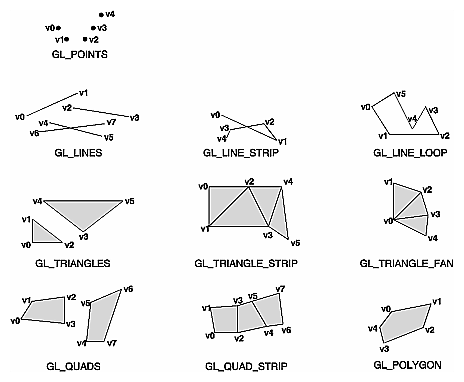 v4
v0 v3
v1 v2
GL_POINTS
v1
v2
v0 v4 v7 v3
v6 v5
GL_LINES
v0
v3 v2
v4 v1
GL_LINE_STRIP
v5
v0 v3
v4
v1 v2
GL_LINE_LOOP
v4 v5
v1
v3
v0 v2
GL_TRIANGLES
v0 v2 v4
v1 v3
v5
GL_TRIANGLE_STRIP
v1
v2
v0 v3
v4
GL_TRIANGLE_FAN
v1 v2
v0 v3
v6
v5
v4 v7
GL_QUADS
v1 v3 v5 v7
v0 v2 v4 v6
GL_QUAD_STRIP
v0 v1
v4 v2
v3
GL_POLYGON